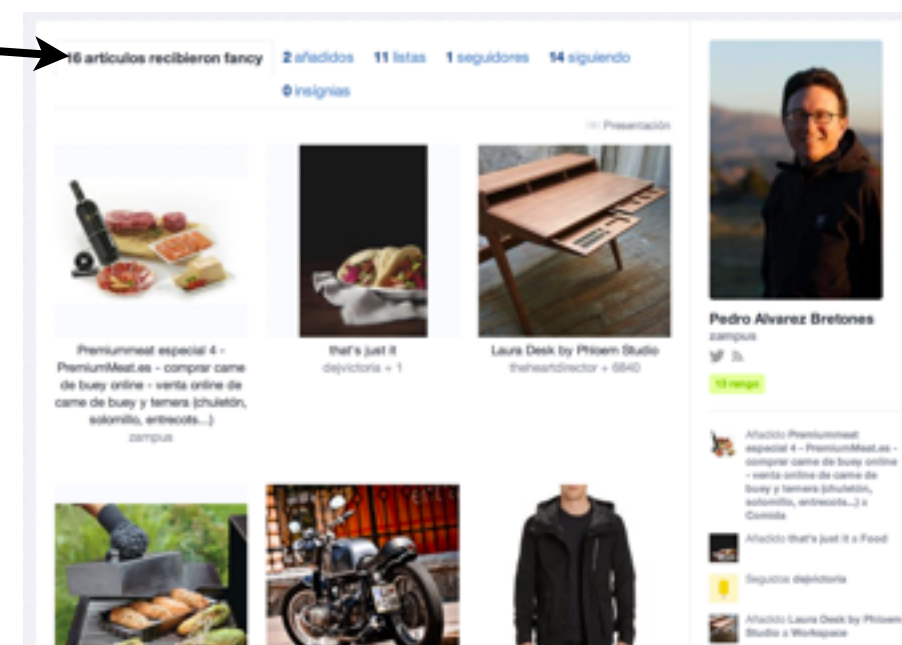 16 artículos recibieron fancy
2 añadidos
11 listas
1 seguidores
14 siguiendo
0 insignias
Presentación
Premiummeat especial 4 -
PremiumMeat.es - comprar carne
de buey online - venta online de
carne de buey y ternera (chuletón,
solomillo, entrecots...)
zampus
that's just it
dejvictoria + 1
Laura Desk by Phloem Studio
theheartdirector + 6840
Pedro Alvarez Bretones
zampus
13 rango
Añadido Premiummeat
especial 4 - PremiumMeat.es -
comprar carne de buey online
- venta online de carne de
buey y ternera (chuletón,
solomillo, entrecots...) a
Comida
Añadido that's just it a Food
Seguidos dejvictoria
Añadido Laura Desk by Phloem
Studio a Workspace